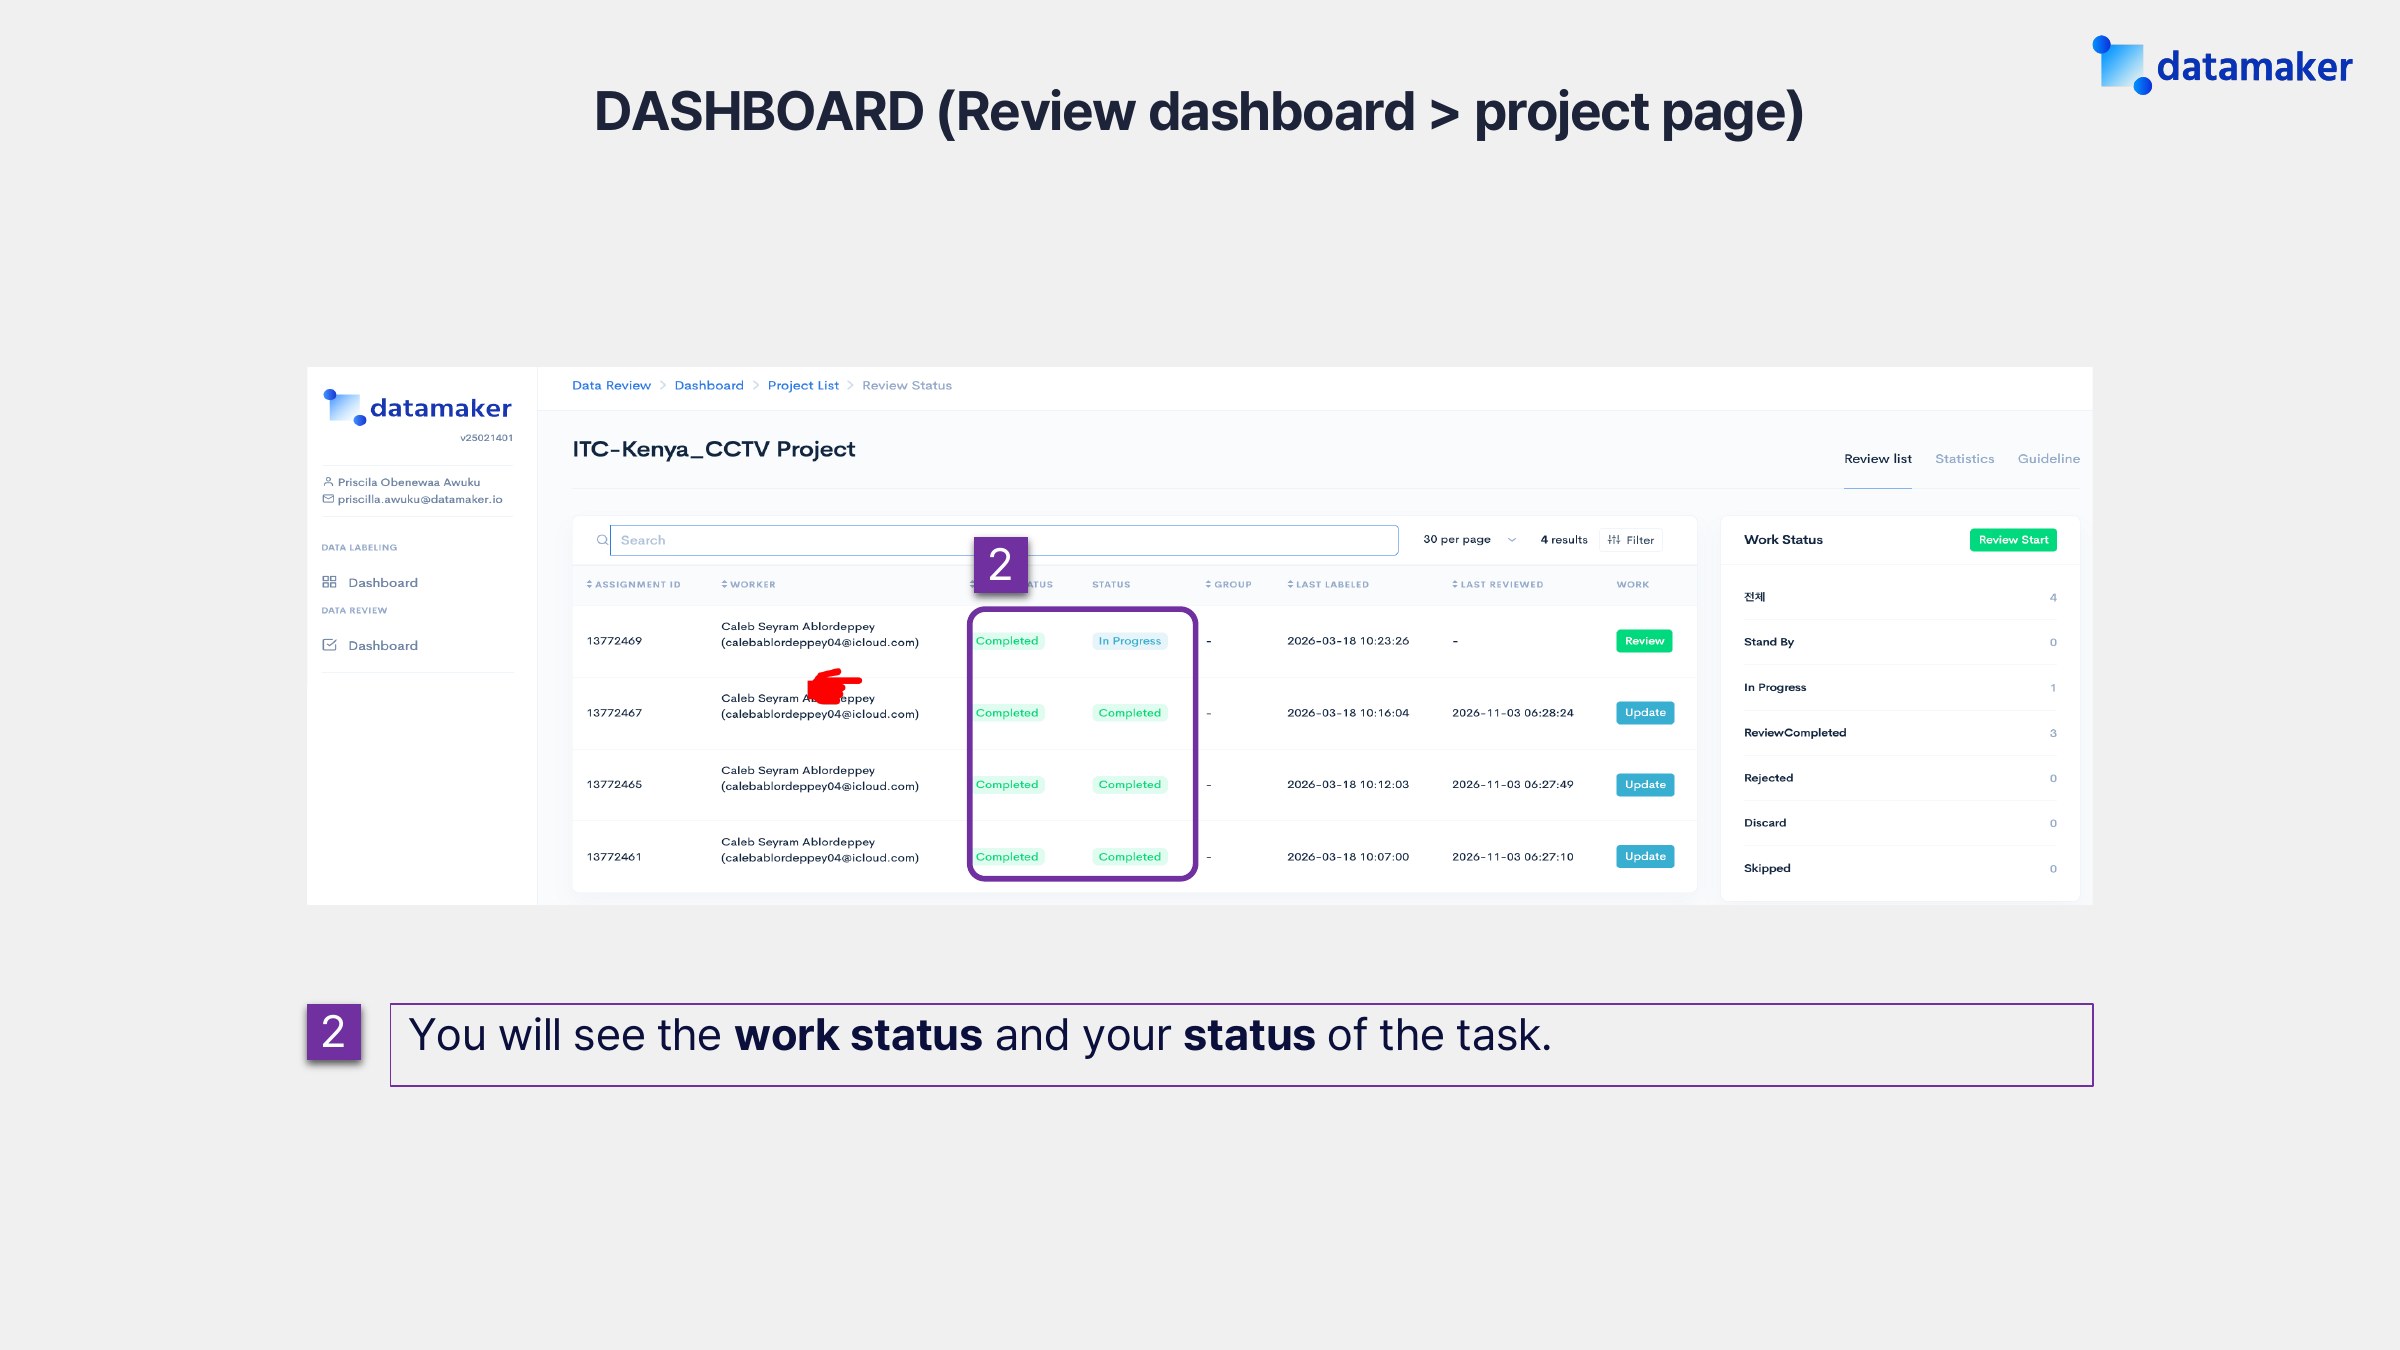 datamaker
DASHBOARD (Review dashboard > project page)
datamaker
v25021401
Priscila Obenewaa Awuku
priscilla.awuku@datamaker.io
DATA LABELING
Dashboard
DATA REVIEW
Dashboard
Data Review > Dashboard > Project List > Review Status
ITC-Kenya_CCTV Project
Review list Statistics Guideline
Search 30 per page 4 results Filter
2
ASSIGNMENT ID WORKER STATUS GROUP LAST LABELED LAST REVIEWED WORK
13772469 Caleb Seyram Ablordeppey Completed In Progress - 2026-03-18 10:23:26 - Review
(calebablordeppey04@icloud.com)
13772467 Caleb Seyram Ablordeppey Completed Completed - 2026-03-18 10:16:04 2026-11-03 06:28:24 Update
(calebablordeppey04@icloud.com)
13772465 Caleb Seyram Ablordeppey Completed Completed - 2026-03-18 10:12:03 2026-11-03 06:27:49 Update
(calebablordeppey04@icloud.com)
13772461 Caleb Seyram Ablordeppey Completed Completed - 2026-03-18 10:07:00 2026-11-03 06:27:10 Update
(calebablordeppey04@icloud.com)
Work Status Review Start
전체 4
Stand By 0
In Progress 1
ReviewCompleted 3
Rejected 0
Discard 0
Skipped 0
2 You will see the work status and your status of the task.